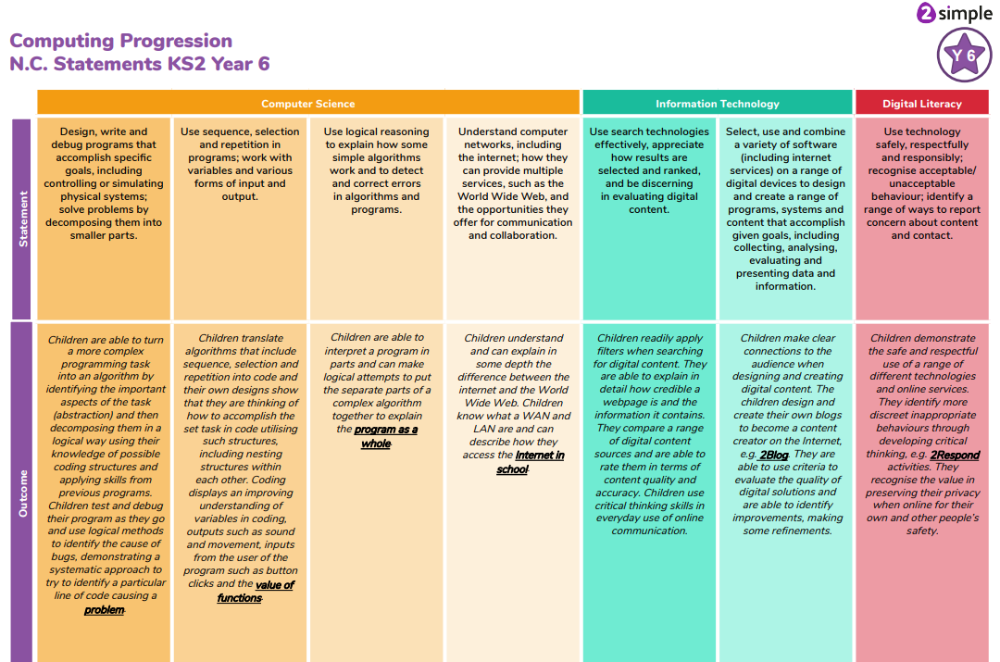 2 simple
Computing Progression
N.C. Statements KS2 Year 6
Y 6
Computer Science
Information Technology
Digital Literacy
Statement
Design, write and
debug programs that
accomplish specific
goals, including
controlling or simulating
physical systems;
solve problems by
decomposing them into
smaller parts.
Use sequence, selection
and repetition in
programs; work with
variables and various
forms of input and
output.
Use logical reasoning
to explain how some
simple algorithms
work and to detect
and correct errors
in algorithms and
programs.
Understand computer
networks, including
the internet; how they
can provide multiple
services, such as the
World Wide Web, and
the opportunities they
offer for communication
and collaboration.
Use search technologies
effectively, appreciate
how results are
selected and ranked,
and be discerning
in evaluating digital
content.
Select, use and combine
a variety of software
(including internet
services) on a range of
digital devices to design
and create a range of
programs, systems and
content that accomplish
given goals, including
collecting, analysing,
evaluating and
presenting data and
information.
Use technology
safely, respectfully
and responsibly;
recognise acceptable/
unacceptable
behaviour; identify a
range of ways to report
concern about content
and contact.
Outcome
Children are able to turn
a more complex
programming task
into an algorithm by
identifying the important
aspects of the task
(abstraction) and then
decomposing them in a
logical way using their
knowledge of possible
coding structures and
applying skills from
previous programs.
Children test and debug
their program as they go
and use logical methods
to identify the cause of
bugs, demonstrating a
systematic approach to
try to identify a particular
line of code causing a
problem.
Children translate
algorithms that include
sequence, selection and
repetition into code and
their own designs show
that they are thinking of
how to accomplish the
set task in code utilising
such structures,
including nesting
structures within
each other. Coding
displays an improving
understanding of
variables in coding,
outputs such as sound
and movement, inputs
from the user of the
program such as button
clicks and the value of
functions.
Children are able to
interpret a program in
parts and can make
logical attempts to put
the separate parts of a
complex algorithm
together to explain
the program as a
whole.
Children understand
and can explain in
some depth the
difference between the
internet and the World
Wide Web. Children
know what a WAN and
LAN are and can
describe how they
access the Internet in
school.
Children readily apply
filters when searching
for digital content. They
are able to explain in
detail how credible a
webpage is and the
information it contains.
They compare a range
of digital content
sources and are able to
rate them in terms of
content quality and
accuracy. Children use
critical thinking skills in
everyday use of online
communication.
Children make clear
connections to the
audience when
designing and creating
digital content. The
children design and
create their own blogs
to become a content
creator on the Internet,
e.g. 2Blog. They are
able to use criteria to
evaluate the quality of
digital solutions and
are able to identify
improvements, making
some refinements.
Children demonstrate
the safe and respectful
use of a range of
different technologies
and online services.
They identify more
discreet inappropriate
behaviours through
developing critical
thinking, e.g. 2Respond
activities. They
recognise the value in
preserving their privacy
when online for their
own and other people's
safety.